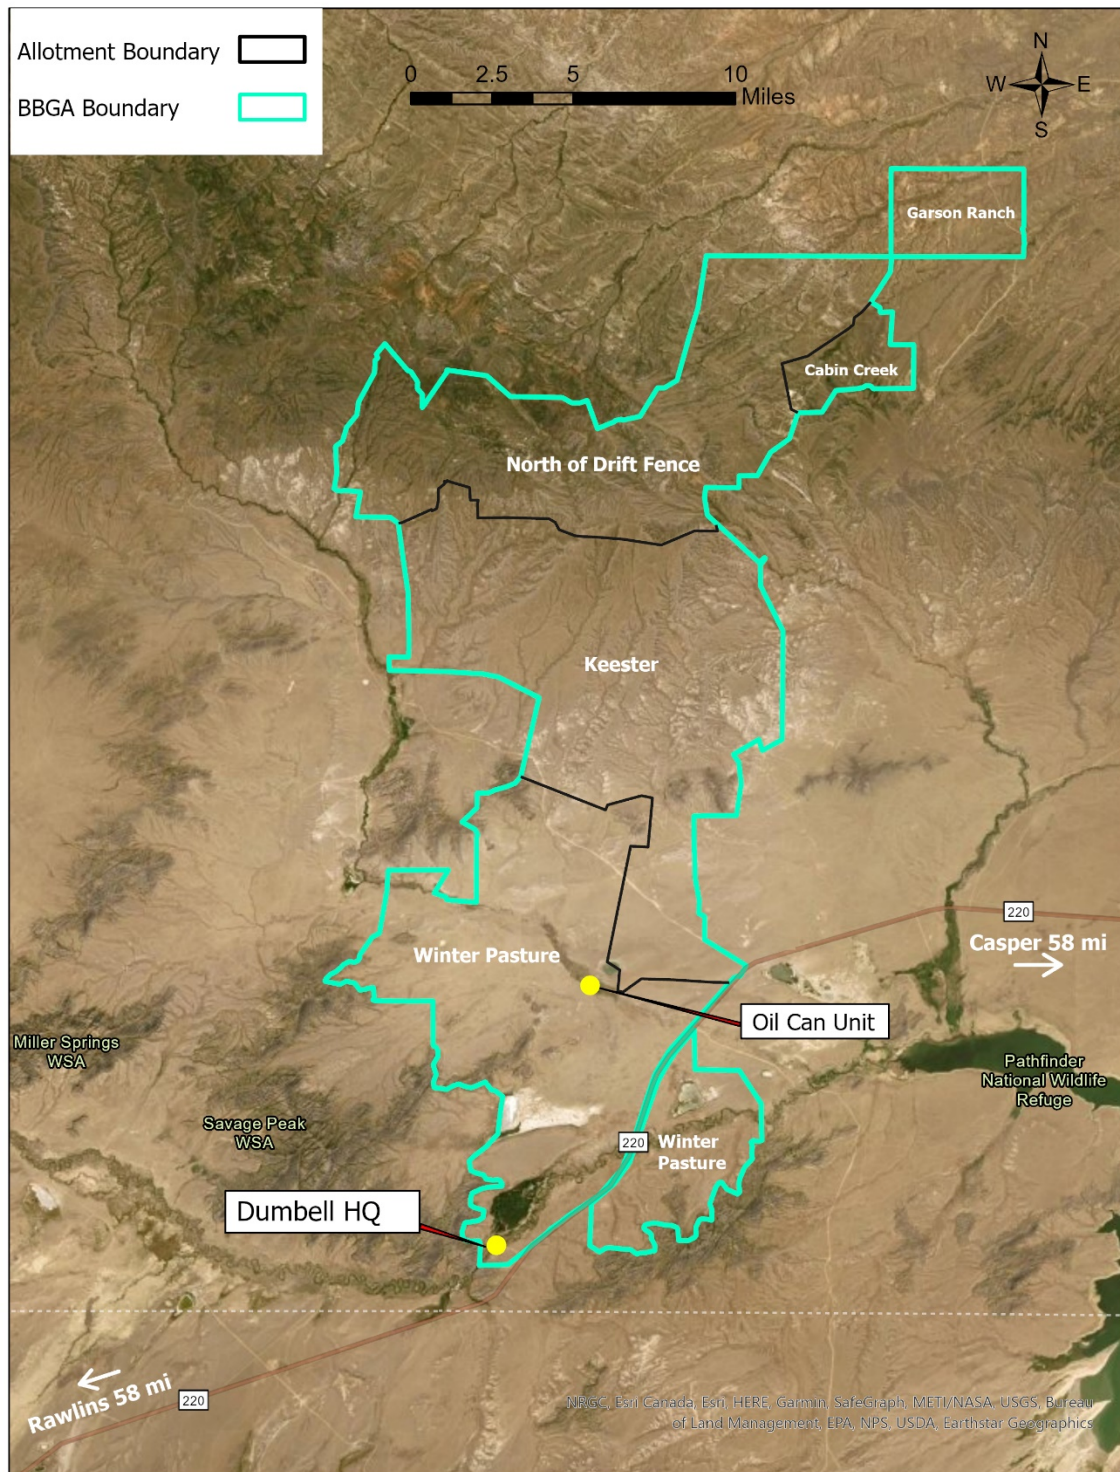 Allotment Boundary
BBGA Boundary
0 2.5 5 10
Miles
N
W E
S
Garson Ranch
Cabin Creek
North of Drift Fence
Keester
220
Casper 58 mi
Winter Pasture
Oil Can Unit
Miller Springs
WSA
Pathfinder
National Wildlife
Refuge
Savage Peak
WSA
220
Winter
Pasture
Dumbell HQ
Rawlins 58 mi
220
NRGC, Esri Canada, Esri, HERE, Garmin, SafeGraph, METI/NASA, USGS, Bureau
of Land Management, EPA, NPS, USDA, Earthstar Geographics